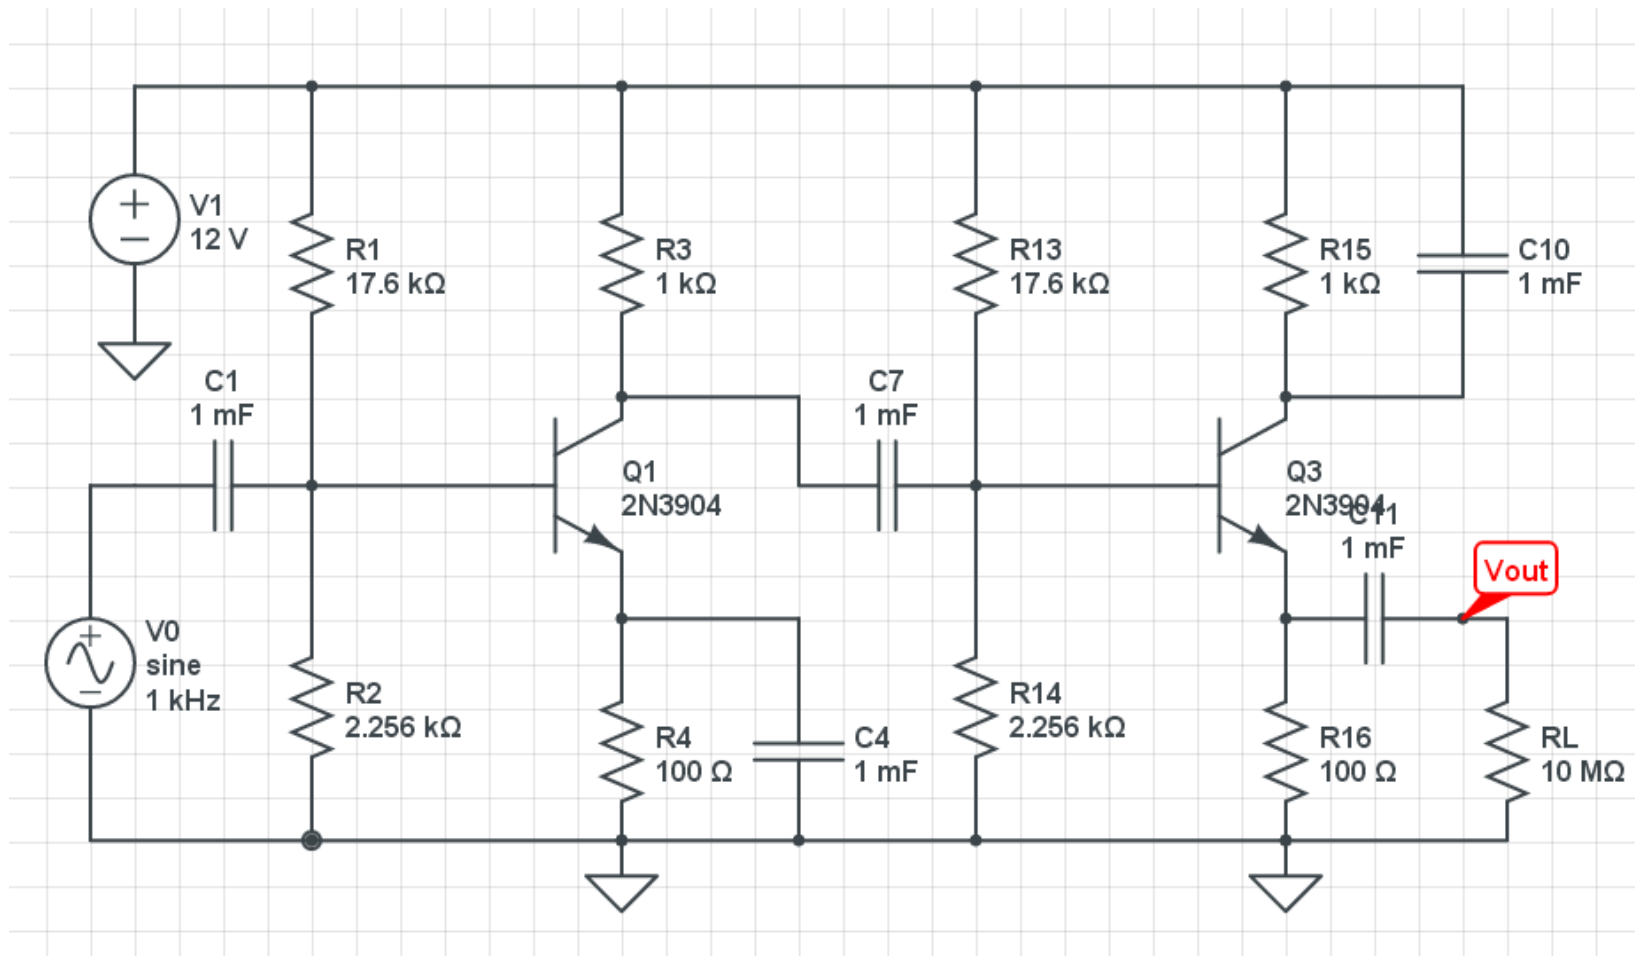 V1
12 V
R1
17.6 kΩ
R3
1 kΩ
R13
17.6 kΩ
R15
1 kΩ
C10
1 mF
C1
1 mF
C7
1 mF
Q1
2N3904
Q3
2N3904
C11
1 mF
Vout
V0
sine
1 kHz
R2
2.256 kΩ
R4
100 Ω
C4
1 mF
R14
2.256 kΩ
R16
100 Ω
RL
10 MΩ